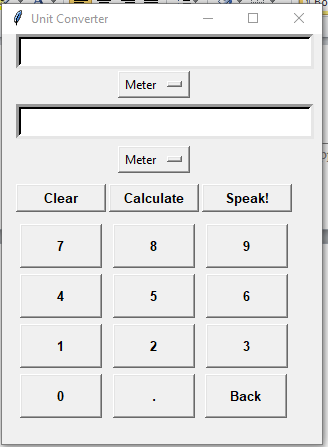 Unit Converter
Meter
Meter
Clear Calculate Speak!
7 8 9
4 5 6
1 2 3
0 . Back